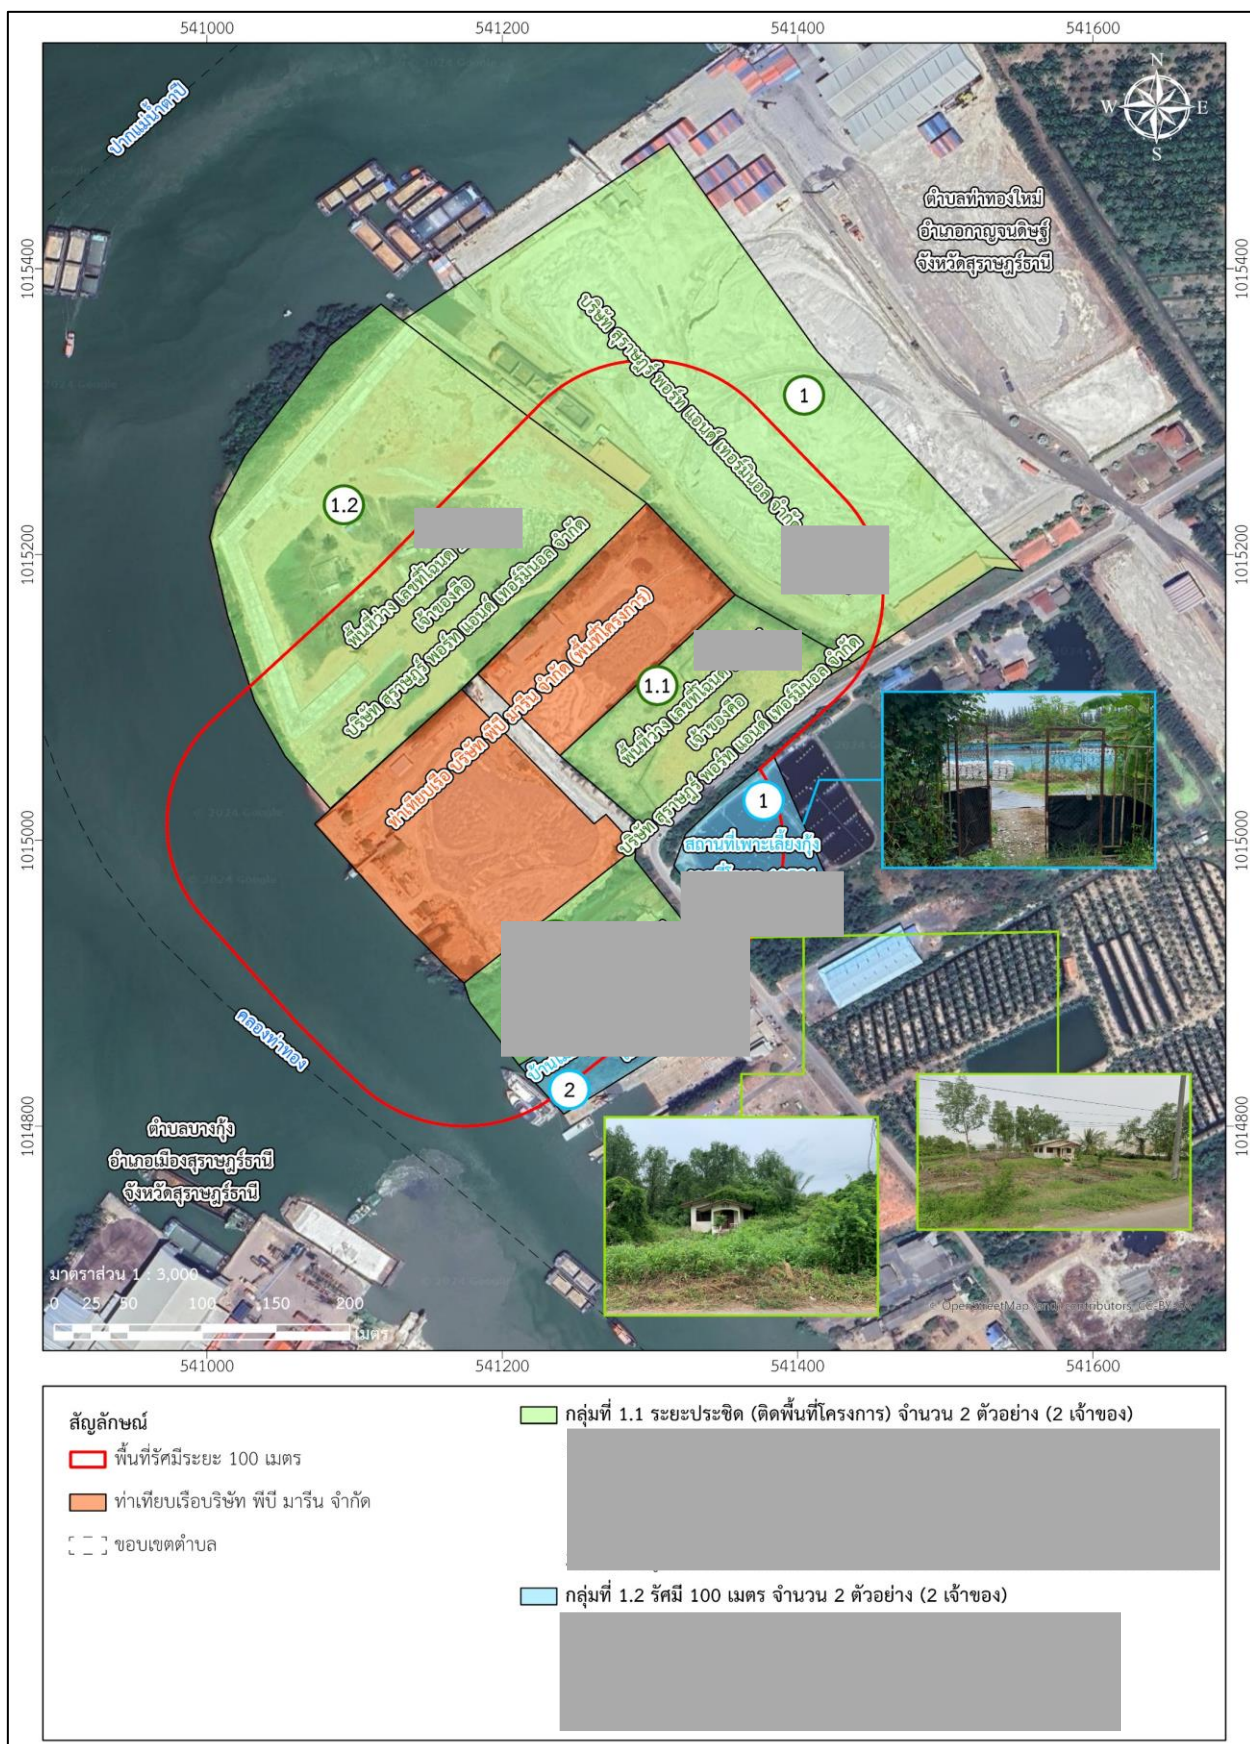 541000 541200 541400 541600
N
W E
S
ปากแม่น้ำตาปี
ตำบลท่าทองใหม่
อำเภอกาญจนดิษฐ์
จังหวัดสุราษฎร์ธานี
1015400 1015400
บริษัท สุราษฎร์ พอร์ท แอนด์ เทอร์มินอล จำกัด
1
1.2
1015200 1015200
พื้นที่ว่าง เลขที่โฉนด
เจ้าของคือ
บริษัท สุราษฎร์ พอร์ท แอนด์ เทอร์มินอล จำกัด
ท่าเทียบเรือ บริษัท พีบี มารีน จำกัด (พื้นที่โครงการ)
1.1
พื้นที่ว่าง เลขที่โฉนด
เจ้าของคือ
บริษัท สุราษฎร์ พอร์ท แอนด์ เทอร์มินอล จำกัด
1
สถานที่เพาะเลี้ยงกุ้ง
1015000 1015000
คลองท่าทอง
2
1014800 1014800
ตำบลบางกุ้ง
อำเภอเมืองสุราษฎร์ธานี
จังหวัดสุราษฎร์ธานี
มาตราส่วน 1 : 3,000
0 25 50 100 150 200
เมตร
541000 541200 541400 541600
สัญลักษณ์
พื้นที่รัศมีระยะ 100 เมตร
ท่าเทียบเรือบริษัท พีบี มารีน จำกัด
ขอบเขตตำบล
กลุ่มที่ 1.1 ระยะประชิด (ติดพื้นที่โครงการ) จำนวน 2 ตัวอย่าง (2 เจ้าของ)
กลุ่มที่ 1.2 รัศมี 100 เมตร จำนวน 2 ตัวอย่าง (2 เจ้าของ)